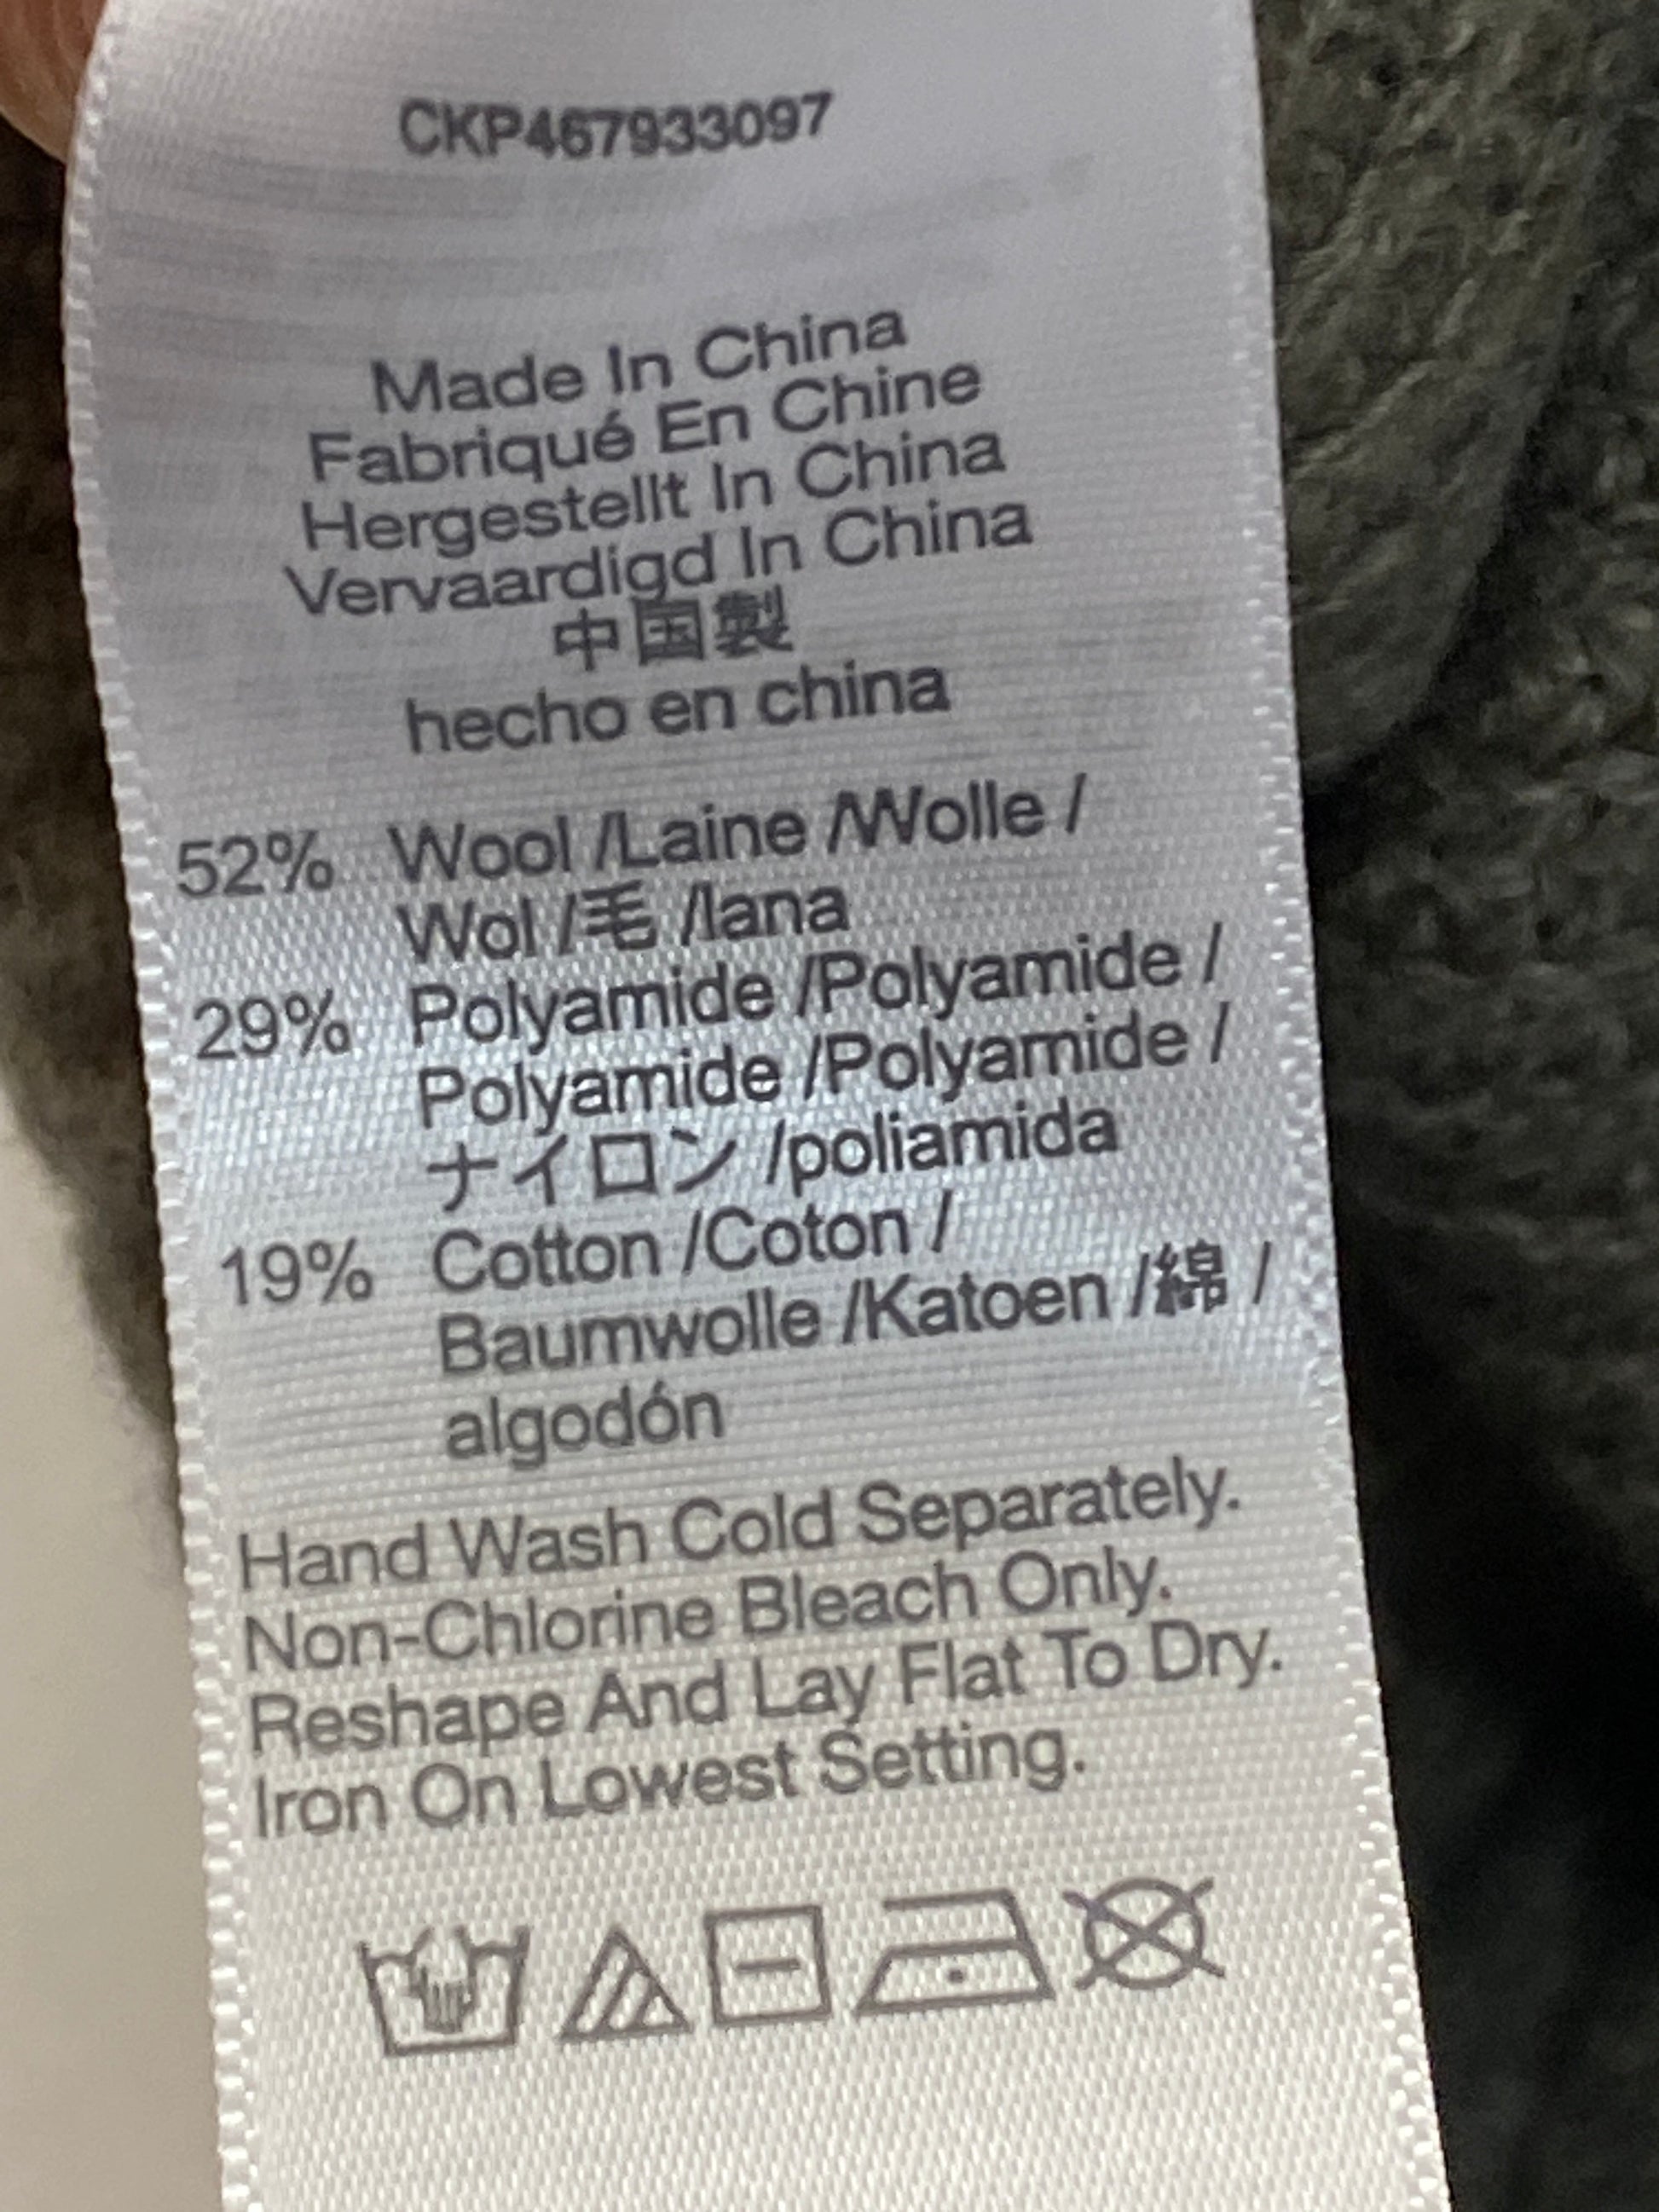 CKP467933097
Made In China
Fabriqué En Chine
Hergestellt In China
Vervaardigd In China
中国製
hecho en china
52% Wool /Laine /Wolle /
Wol /毛 /lana
29% Polyamide /Polyamide /
Polyamide /Polyamide /
ナイロン /poliamida
19% Cotton /Coton /
Baumwolle /Katoen /綿 /
algodón
Hand Wash Cold Separately.
Non-Chlorine Bleach Only.
Reshape And Lay Flat To Dry.
Iron On Lowest Setting.